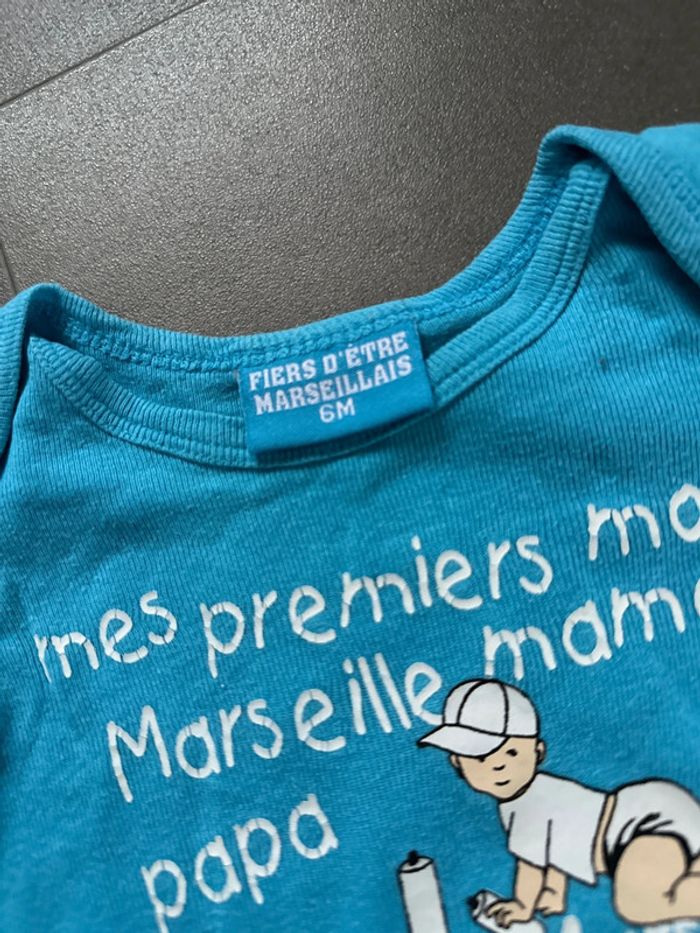 FIERS D'ÊTRE
MARSEILLAIS
6M
mes premiers
Marseille
papa